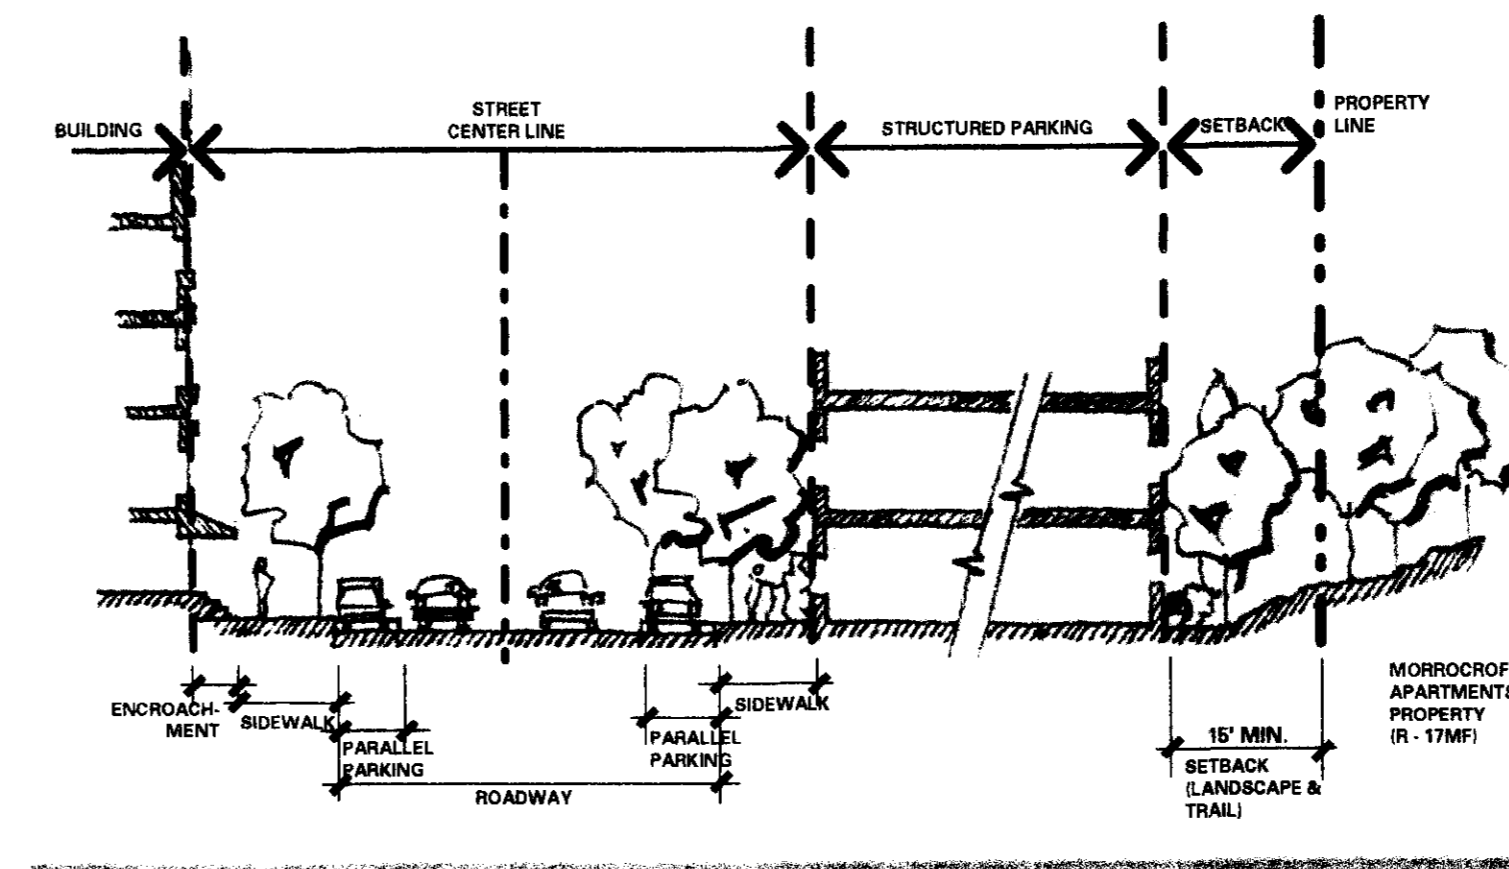 BUILDING
STREET
CENTER LINE
STRUCTURED PARKING
SETBACK
PROPERTY
LINE
ENCROACH-
MENT
SIDEWALK
PARALLEL
PARKING
ROADWAY
PARALLEL
PARKING
SIDEWALK
15' MIN.
SETBACK
(LANDSCAPE &
TRAIL)
MORROCROF
APARTMENTS
PROPERTY
(R - 17MF)